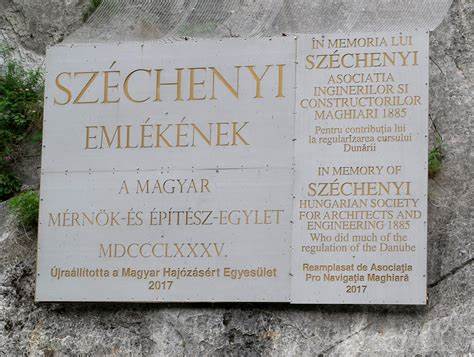 SZÉCHENYI
EMLÉKÉNEK
A MAGYAR
MÉRNÖK-ÉS ÉPÍTÉSZ-EGYLET
MDCCCLXXXV.
Újraállította a Magyar Hajózásért Egyesület
2017
ÎN MEMORIA LUI
SZÉCHENYI
ASOCIAȚIA
INGINERILOR SI
CONSTRUCTORILOR
MAGHIARI 1885
Pentru contribuția lui
la regularizarea cursului
Dunării
IN MEMORY OF
SZÉCHENYI
HUNGARIAN SOCIETY
FOR ARCHITECTS AND
ENGINEERING 1885
Who did much of the
regulation of the Danube
Reamplasat de Asociația
Pro Navigația Maghiară
2017